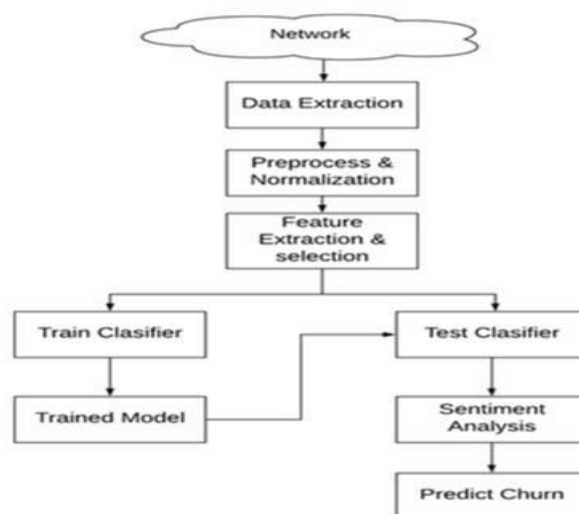 Network
Data Extraction
Preprocess &
Normalization
Feature
Extraction &
selection
Train Clasifier
Test Clasifier
Trained Model
Sentiment
Analysis
Predict Churn